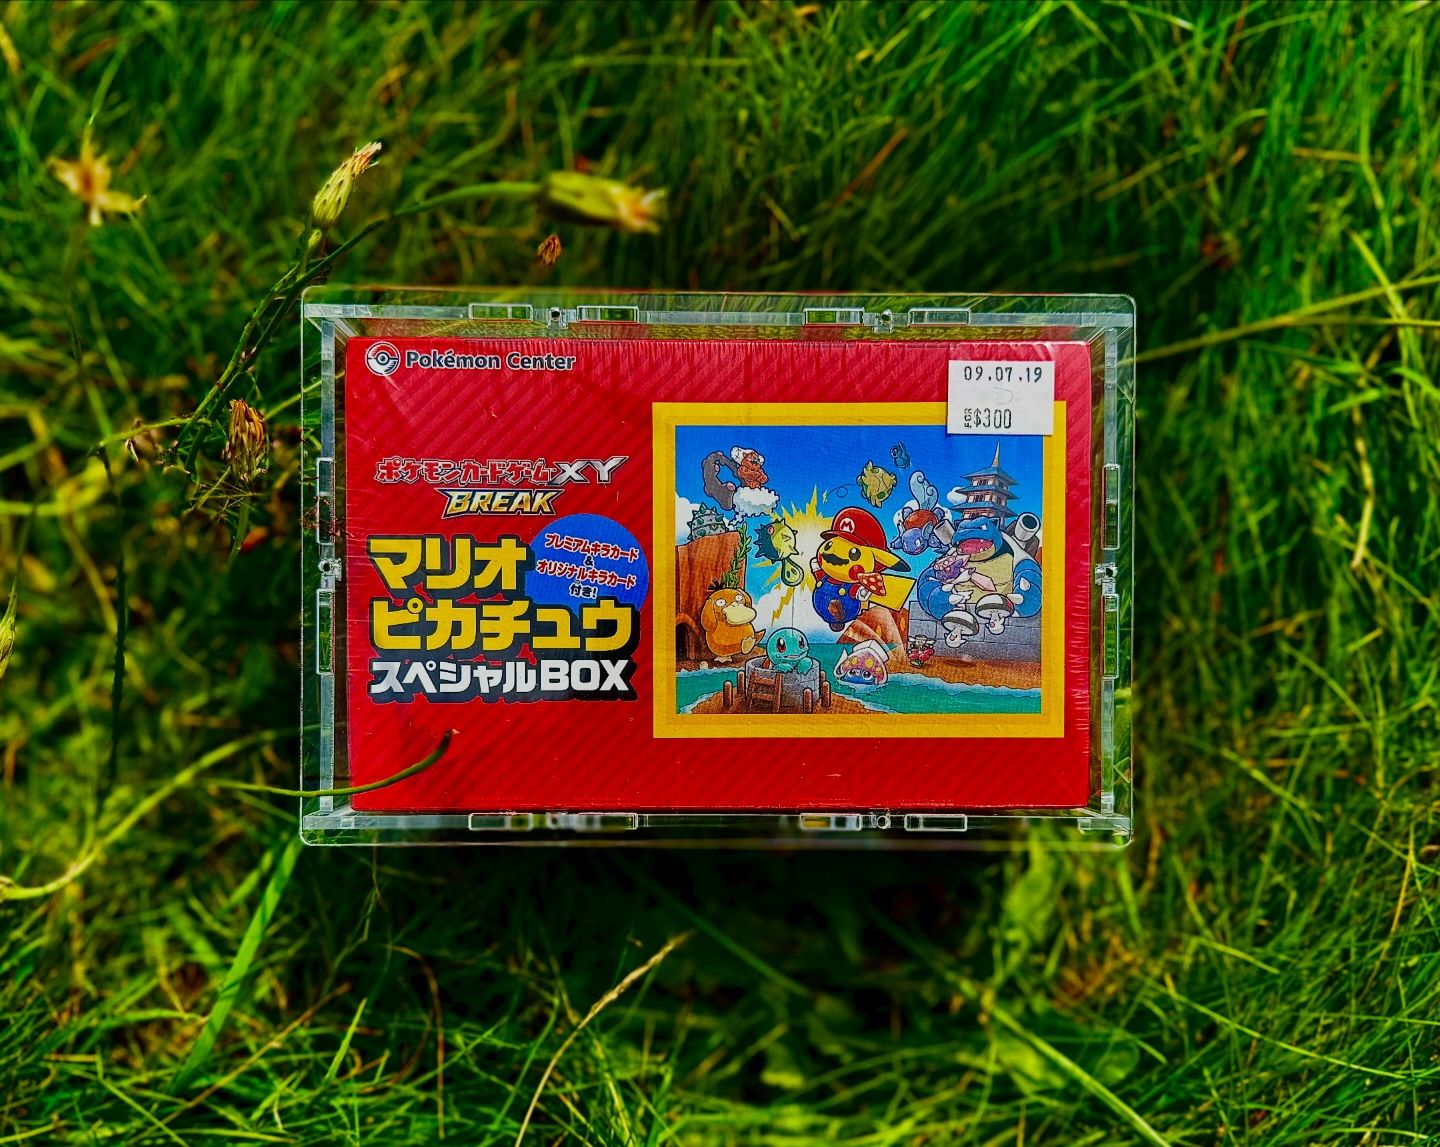 Pokémon Center
09.07.19
FOR $300
ポケモンカードゲームXY
BREAK
プレミアムキラカード
&
オリジナルキラカード
付き!
マリオ
ピカチュウ
スペシャルBOX
M